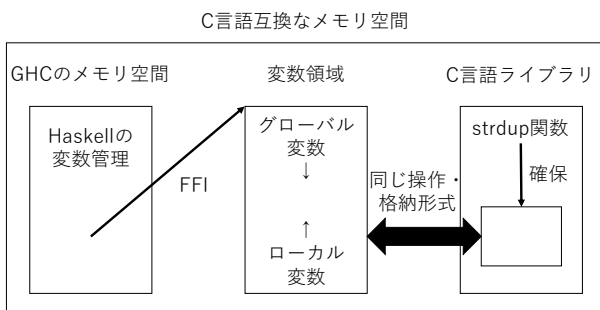 C言語互換なメモリ空間
GHCのメモリ空間
変数領域
C言語ライブラリ
Haskellの
変数管理
FFI
グローバル
変数
↓
↑
ローカル
変数
同じ操作・
格納形式
strdup関数
確保